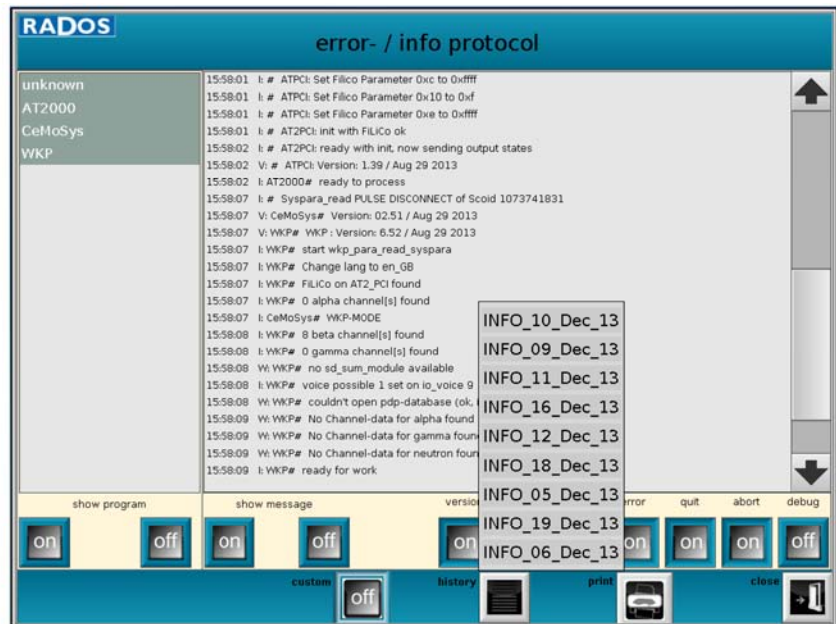 RADOS
error- / info protocol
unknown
AT2000
CeMoSys
WKP
15:58:01 I: # ATPCI: Set Filico Parameter 0xc to 0xffff
15:58:01 I: # ATPCI: Set Filico Parameter 0x10 to 0xf
15:58:01 I: # ATPCI: Set Filico Parameter 0xe to 0xffff
15:58:01 I: # AT2PCI: init with FiLiCo ok
15:58:02 I: # AT2PCI: ready with init, now sending output states
15:58:02 V: # ATPCI: Version: 1.39 / Aug 29 2013
15:58:02 I: AT2000# ready to process
15:58:07 I: # Syspara_read PULSE DISCONNECT of Scoid 1073741831
15:58:07 V: CeMoSys# Version: 02.51 / Aug 29 2013
15:58:07 V: WKP# WKP : Version: 6.52 / Aug 29 2013
15:58:07 I: WKP# start wkp_para_read_syspara
15:58:07 I: WKP# Change lang to en_GB
15:58:07 I: WKP# FiLiCo on AT2_PCI found
15:58:07 I: WKP# 0 alpha channel[s] found
15:58:07 I: CeMoSys# WKP-MODE
15:58:08 I: WKP# 8 beta channel[s] found
15:58:08 I: WKP# 0 gamma channel[s] found
15:58:08 W: WKP# no sd_sum_module available
15:58:08 I: WKP# voice possible 1 set on io_voice 9
15:58:08 W: WKP# couldn't open pdp-database (ok,
15:58:09 W: WKP# No Channel-data for alpha found
15:58:09 W: WKP# No Channel-data for gamma foun
15:58:09 W: WKP# No Channel-data for neutron foun
15:58:09 I: WKP# ready for work
INFO_10_Dec_13
INFO_09_Dec_13
INFO_11_Dec_13
INFO_16_Dec_13
INFO_12_Dec_13
INFO_18_Dec_13
INFO_05_Dec_13
INFO_19_Dec_13
INFO_06_Dec_13
show program show message version error quit abort debug
on off on off on on on on off
custom off history print close